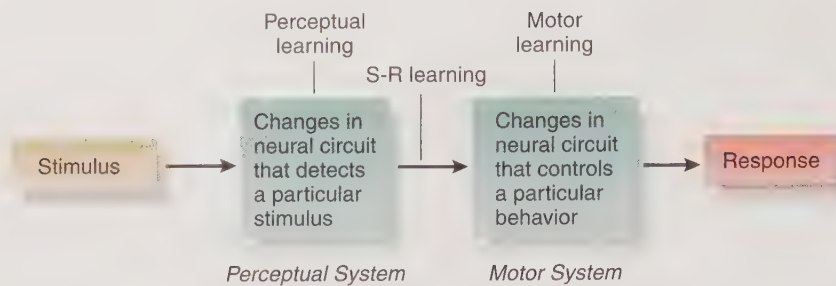 Perceptual
learning
Motor
learning
S-R learning
Stimulus
Changes in
neural circuit
that detects
a particular
stimulus
Changes in
neural circuit
that controls
a particular
behavior
Response
Perceptual System
Motor System